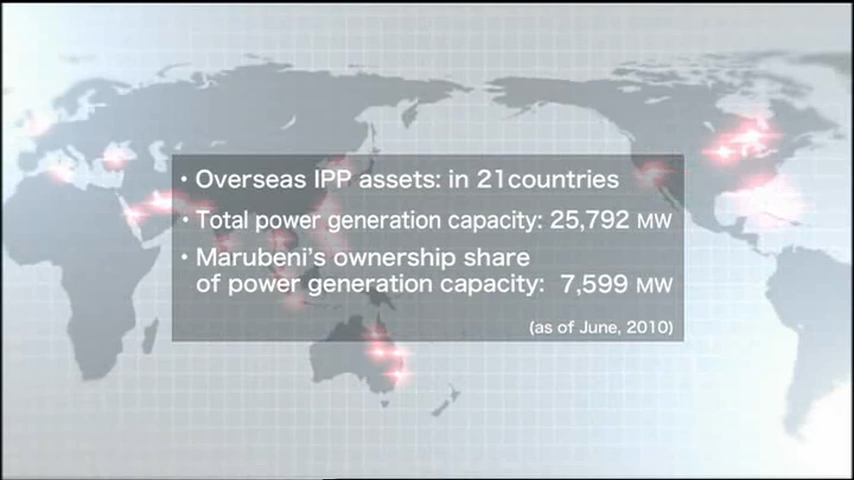 ・Overseas IPP assets: in 21countries
・Total power generation capacity: 25,792 MW
・Marubeni's ownership share
of power generation capacity: 7,599 MW
(as of June, 2010)